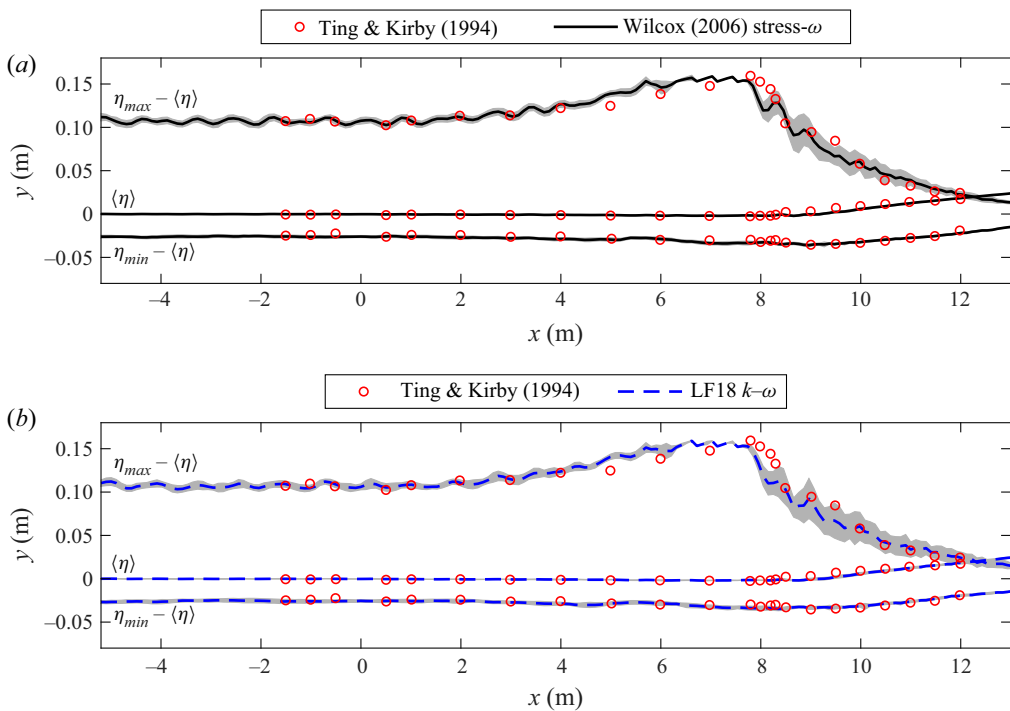 Ting & Kirby (1994) Wilcox (2006) stress-ω
(a)
0.15
η_max – ⟨η⟩
0.10
y (m)
0.05
⟨η⟩
0
η_min – ⟨η⟩
–0.05
–4 –2 0 2 4 6 8 10 12
x (m)
Ting & Kirby (1994) LF18 k–ω
(b)
0.15
η_max – ⟨η⟩
0.10
y (m)
0.05
⟨η⟩
0
η_min – ⟨η⟩
–0.05
–4 –2 0 2 4 6 8 10 12
x (m)